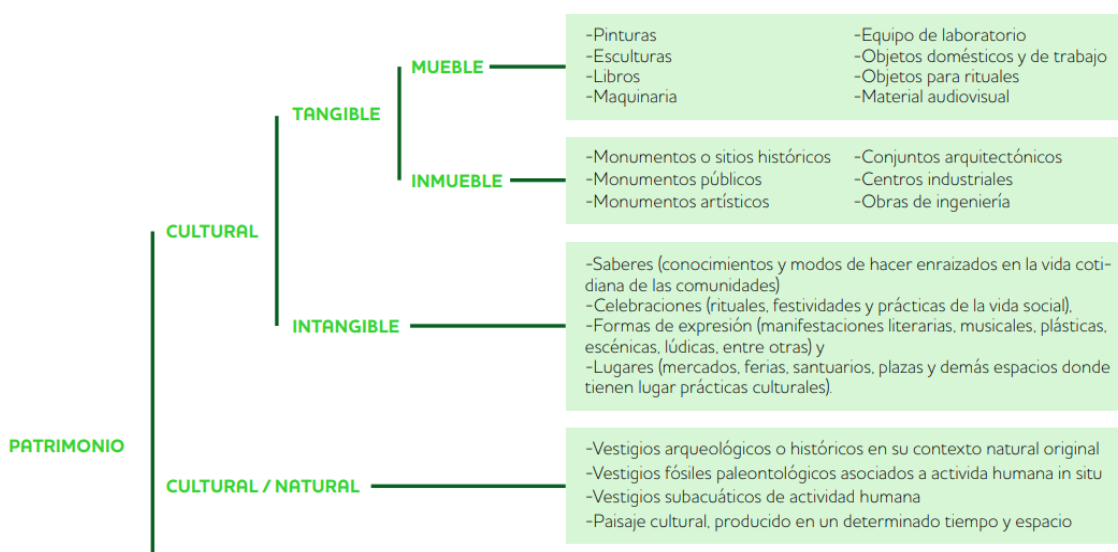 MUEBLE
-Pinturas
-Esculturas
-Libros
-Maquinaria
-Equipo de laboratorio
-Objetos domésticos y de trabajo
-Objetos para rituales
-Material audiovisual
TANGIBLE
INMUEBLE
-Monumentos o sitios históricos
-Monumentos públicos
-Monumentos artísticos
-Conjuntos arquitectónicos
-Centros industriales
-Obras de ingeniería
CULTURAL
INTANGIBLE
-Saberes (conocimientos y modos de hacer enraizados en la vida coti-
diana de las comunidades)
-Celebraciones (rituales, festividades y prácticas de la vida social),
-Formas de expresión (manifestaciones literarias, musicales, plásticas,
escénicas, lúdicas, entre otras) y
-Lugares (mercados, ferias, santuarios, plazas y demás espacios donde
tienen lugar prácticas culturales).
PATRIMONIO
CULTURAL / NATURAL
-Vestigios arqueológicos o históricos en su contexto natural original
-Vestigios fósiles paleontológicos asociados a activida humana in situ
-Vestigios subacuáticos de actividad humana
-Paisaje cultural, producido en un determinado tiempo y espacio